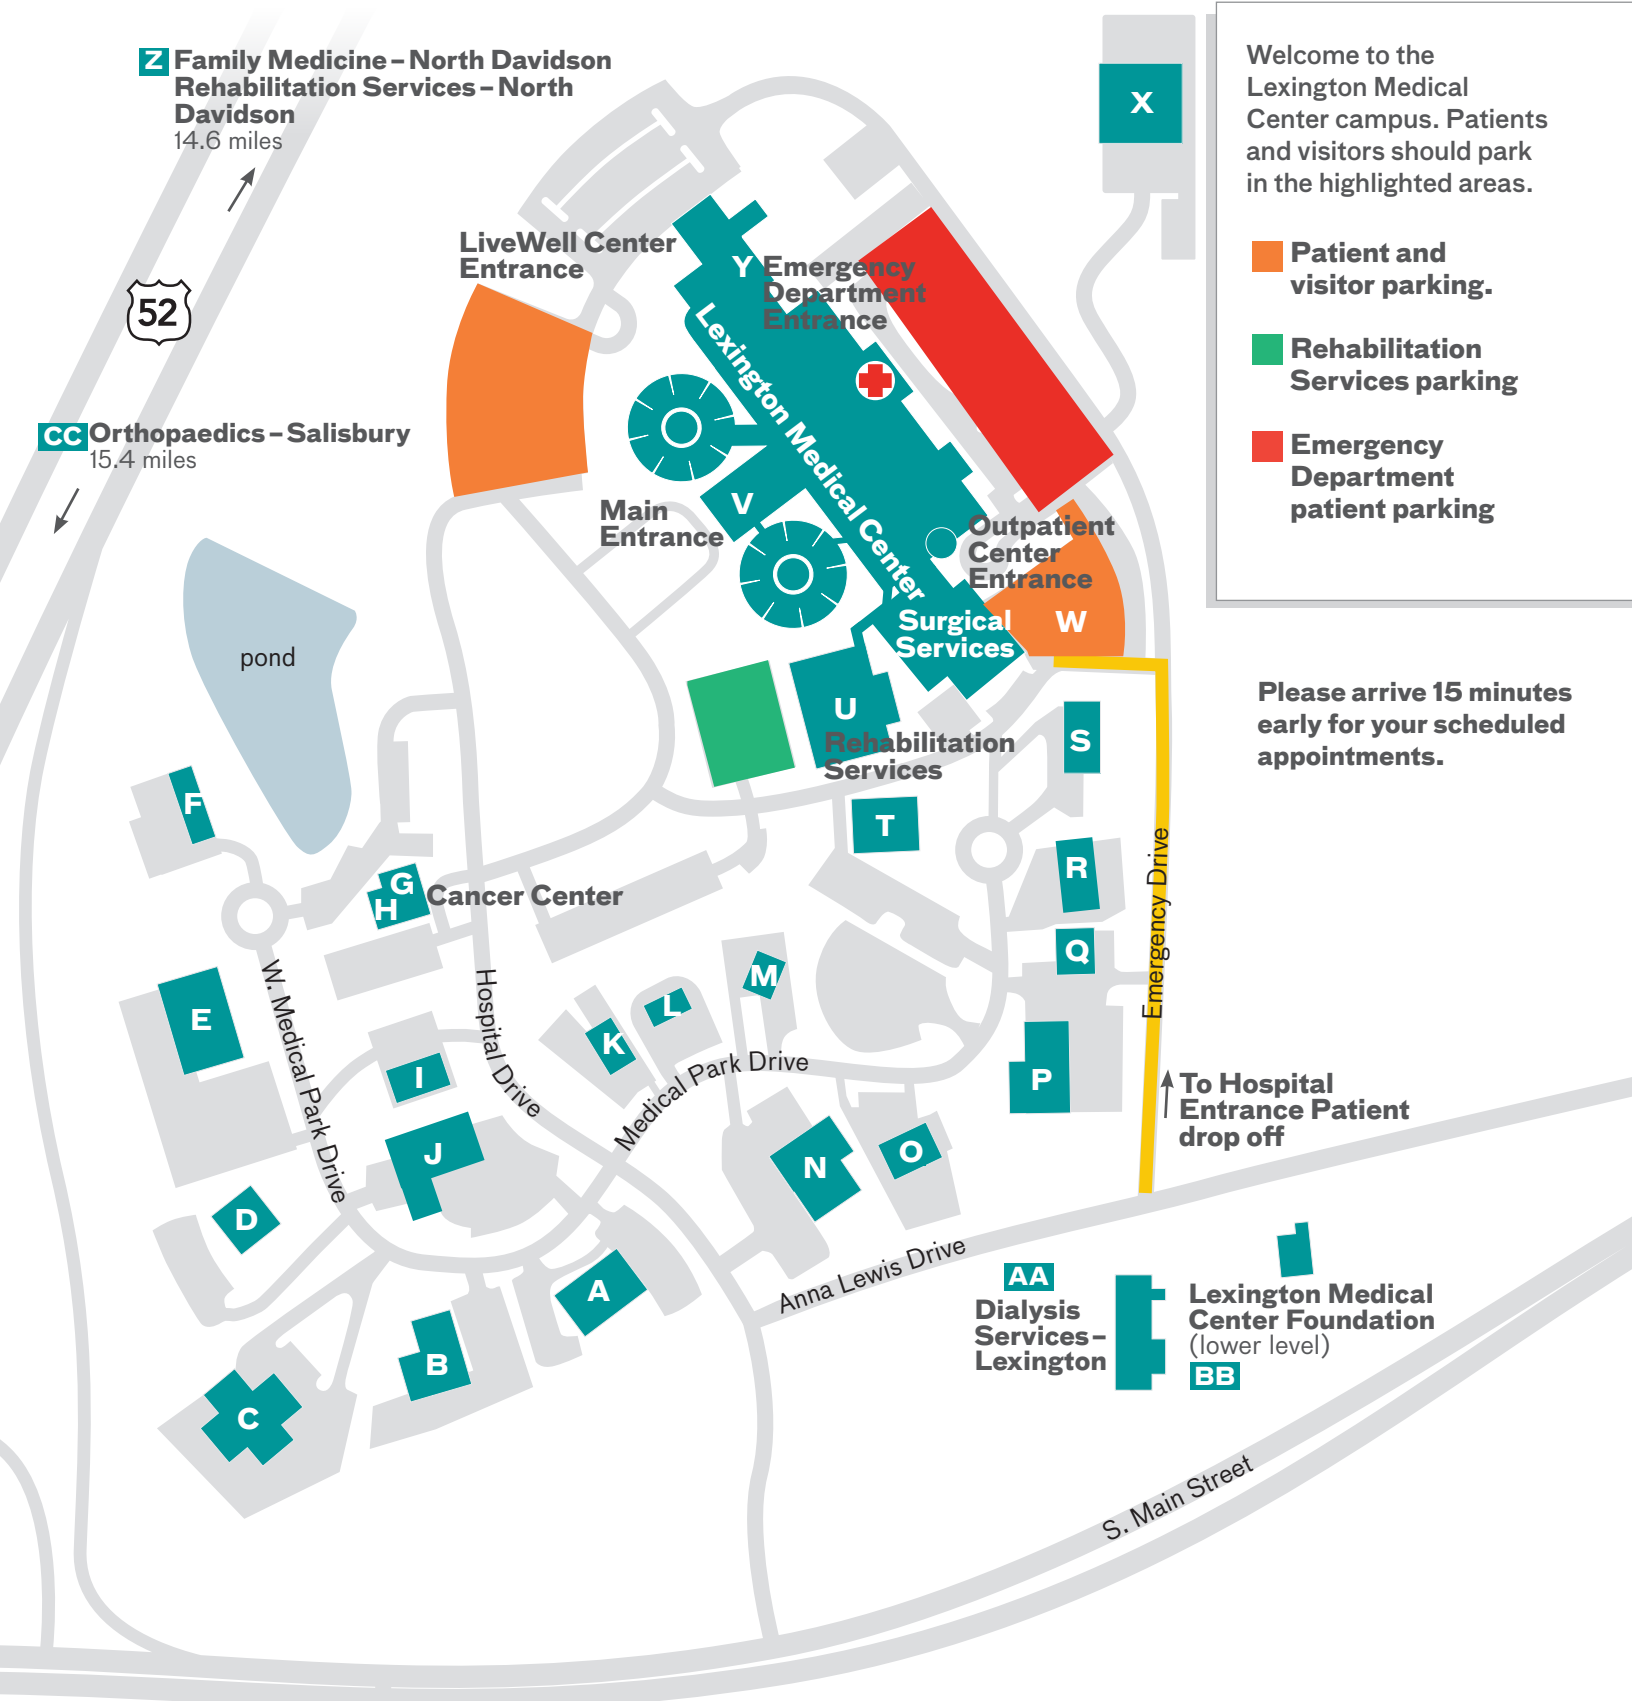 Z Family Medicine – North Davidson
Rehabilitation Services – North
Davidson
14.6 miles
52
CC Orthopaedics – Salisbury
15.4 miles
pond
LiveWell Center
Entrance
Y
Emergency
Department
Entrance
Lexington Medical Center
V
Main
Entrance
Outpatient
Center
Entrance
W
Surgical
Services
U
Rehabilitation
Services
X
S
T
R
Q
P
F
G
H
Cancer Center
E
W. Medical Park Drive
Hospital Drive
I
J
K
L
M
Medical Park Drive
N
O
D
A
B
C
Emergency Drive
To Hospital
Entrance Patient
drop off
Anna Lewis Drive
AA
Dialysis
Services –
Lexington
Lexington Medical
Center Foundation
(lower level)
BB
S. Main Street
Welcome to the
Lexington Medical
Center campus. Patients
and visitors should park
in the highlighted areas.
Patient and
visitor parking.
Rehabilitation
Services parking
Emergency
Department
patient parking
Please arrive 15 minutes
early for your scheduled
appointments.